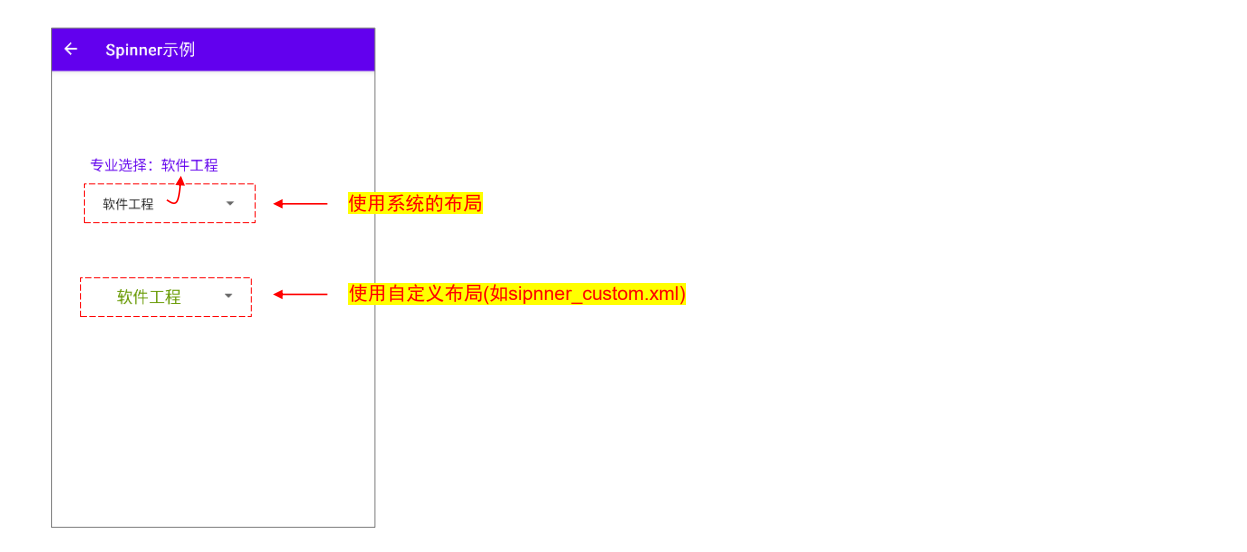 Spinner示例
专业选择：软件工程
软件工程
使用系统的布局
软件工程
使用自定义布局(如sipnner_custom.xml)